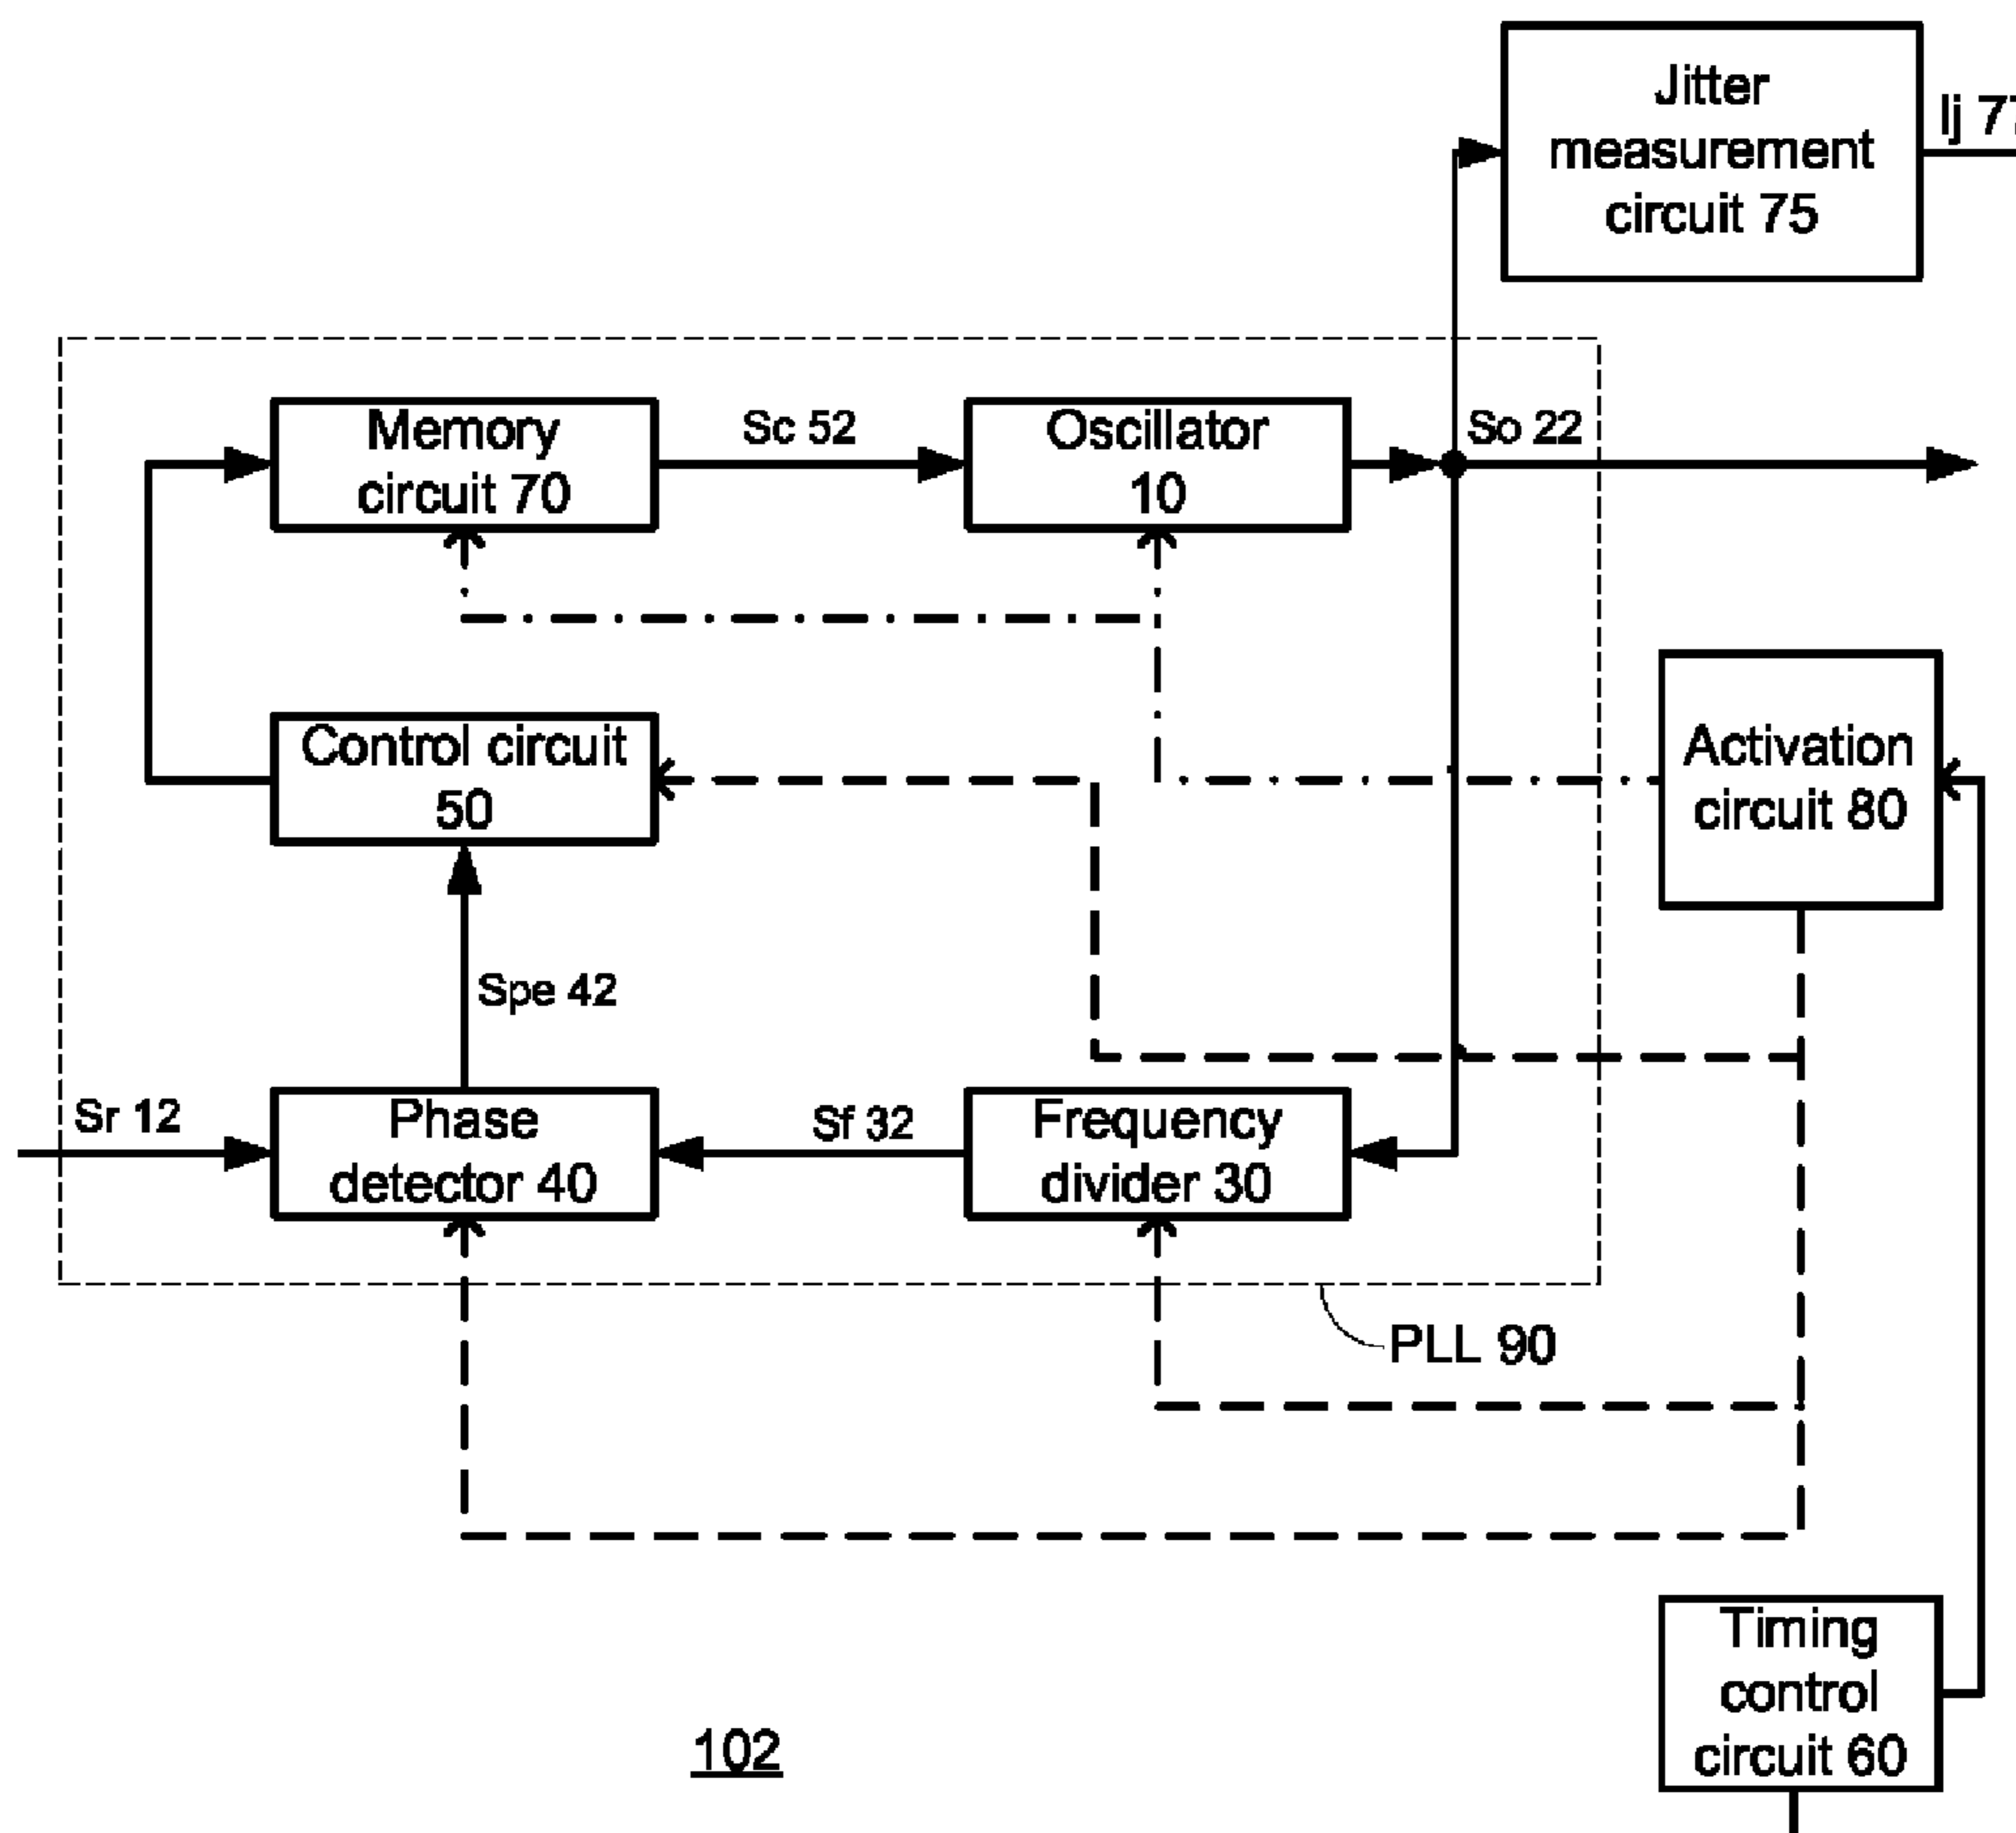 Jitter
measurement
circuit 75
Ij 77
Memory
circuit 70
Sc 52
Oscillator
10
So 22
Control circuit
50
Activation
circuit 80
Spe 42
Sr 12
Phase
detector 40
Sf 32
Frequency
divider 30
PLL 90
Timing
control
circuit 60
102